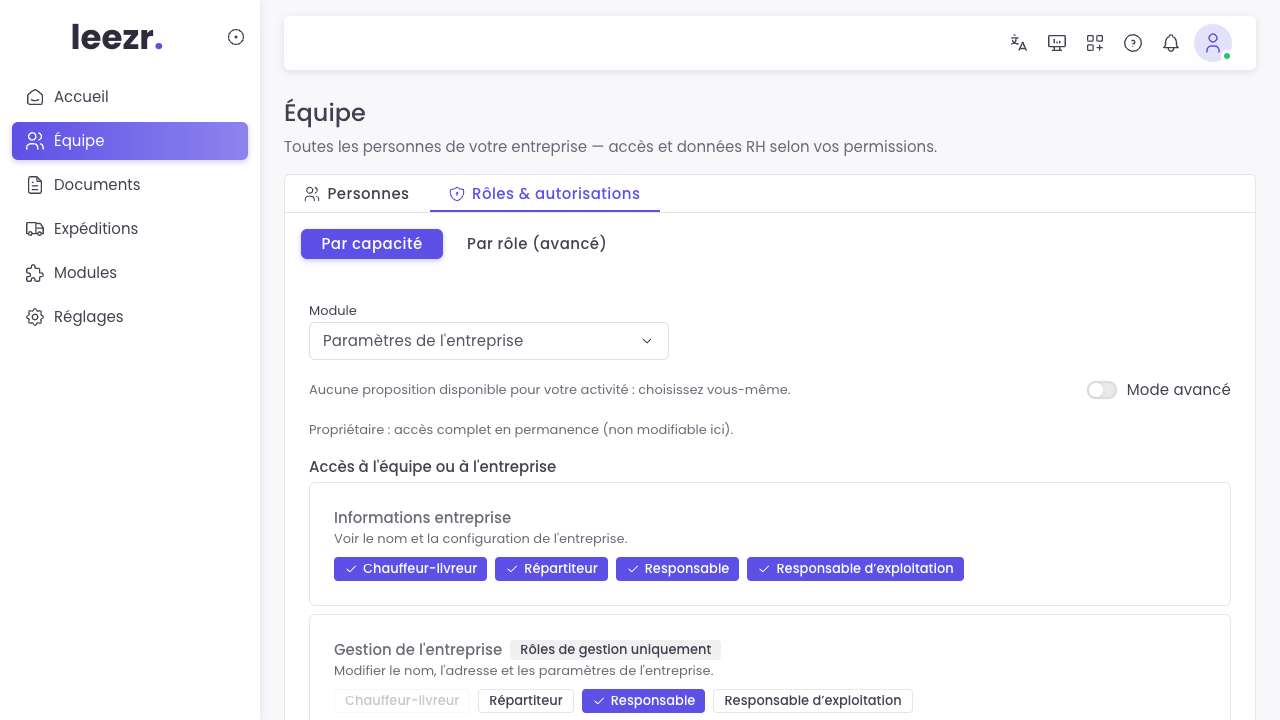 leezr.
Accueil
Équipe
Documents
Expéditions
Modules
Réglages
Équipe
Toutes les personnes de votre entreprise — accès et données RH selon vos permissions.
Personnes Rôles & autorisations
Par capacité Par rôle (avancé)
Module
Paramètres de l'entreprise
Aucune proposition disponible pour votre activité : choisissez vous-même. Mode avancé
Propriétaire : accès complet en permanence (non modifiable ici).
Accès à l'équipe ou à l'entreprise
Informations entreprise
Voir le nom et la configuration de l'entreprise.
Chauffeur-livreur Répartiteur Responsable Responsable d’exploitation
Gestion de l'entreprise Rôles de gestion uniquement
Modifier le nom, l'adresse et les paramètres de l'entreprise.
Chauffeur-livreur Répartiteur Responsable Responsable d’exploitation